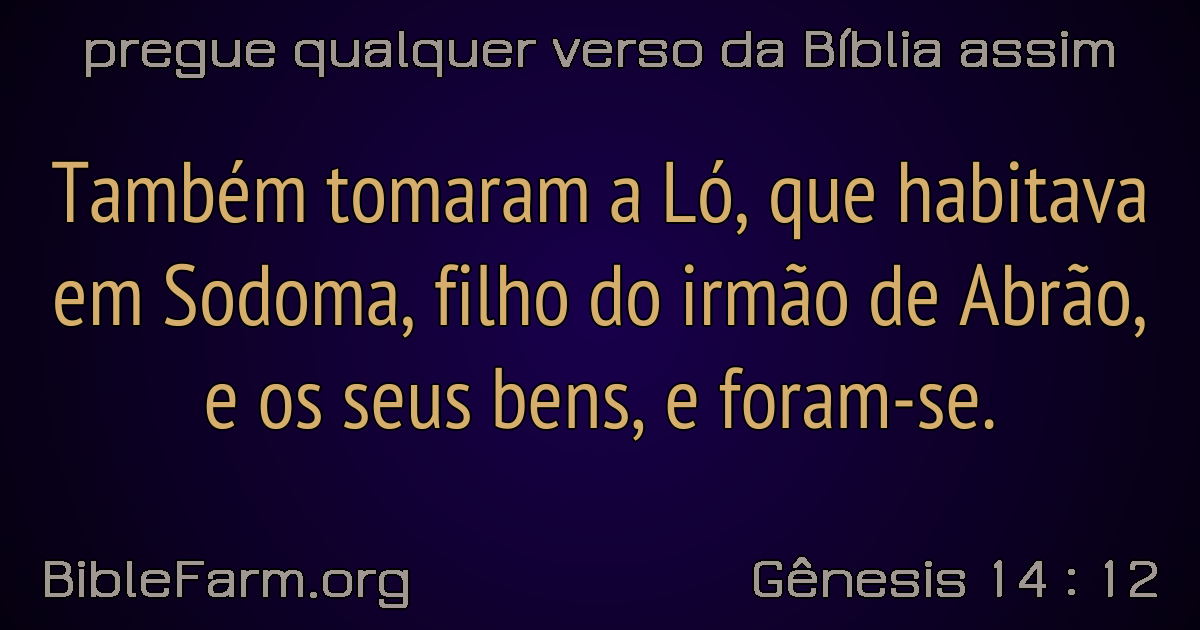 pregue qualquer verso da Bíblia assim
Também tomaram a Ló, que habitava
em Sodoma, filho do irmão de Abrão,
e os seus bens, e foram-se.
BibleFarm.org
Gênesis 14 : 12